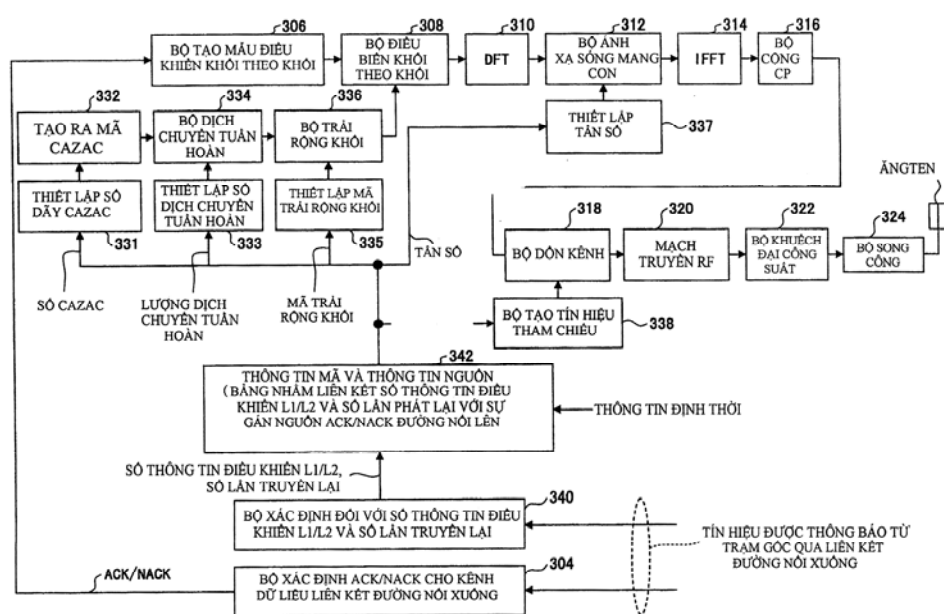 306
BỘ TẠO MẪU ĐIỀU
KHIỂN KHỐI THEO KHỐI
308
BỘ ĐIỀU
BIẾN KHỐI
THEO KHỐI
310
DFT
312
BỘ ÁNH
XẠ SÓNG MANG
CON
314
IFFT
316
BỘ
CỘNG
CP
332
TẠO RA MÃ
CAZAC
334
BỘ DỊCH
CHUYỂN TUẦN
HOÀN
336
BỘ TRẢI
RỘNG KHỐI
THIẾT LẬP
TẦN SỐ
337
THIẾT LẬP SỐ
DÃY CAZAC
331
THIẾT LẬP SỐ
DỊCH CHUYỂN
TUẦN HOÀN
333
THIẾT LẬP MÃ
TRẢI RỘNG KHỐI
335
TẦN SỐ
SỐ CAZAC
LƯỢNG DỊCH
CHUYỂN TUẦN
HOÀN
MÃ TRẢI
RỘNG KHỐI
ĂNGTEN
318
BỘ DỒN KÊNH
320
MẠCH
TRUYỀN RF
322
BỘ KHUẾCH
ĐẠI CÔNG
SUẤT
324
BỘ SONG
CÔNG
BỘ TẠO TÍN HIỆU
THAM CHIẾU
338
342
THÔNG TIN MÃ VÀ THÔNG TIN NGUỒN
(BẢNG NHẰM LIÊN KẾT SỐ THÔNG TIN ĐIỀU
KHIỂN L1/L2 VÀ SỐ LẦN PHÁT LẠI VỚI SỰ
GÁN NGUỒN ACK/NACK ĐƯỜNG NỐI LÊN
THÔNG TIN ĐỊNH THỜI
SỐ THÔNG TIN ĐIỀU KHIỂN L1/L2,
SỐ LẦN TRUYỀN LẠI
340
BỘ XÁC ĐỊNH ĐỐI VỚI SỐ THÔNG TIN ĐIỀU
KHIỂN L1/L2 VÀ SỐ LẦN TRUYỀN LẠI
TÍN HIỆU ĐƯỢC THÔNG BÁO TỪ
TRẠM GỐC QUA LIÊN KẾT
ĐƯỜNG NỐI XUỐNG
ACK/NACK
304
BỘ XÁC ĐỊNH ACK/NACK CHO KÊNH
DỮ LIỆU LIÊN KẾT ĐƯỜNG NỐI XUỐNG